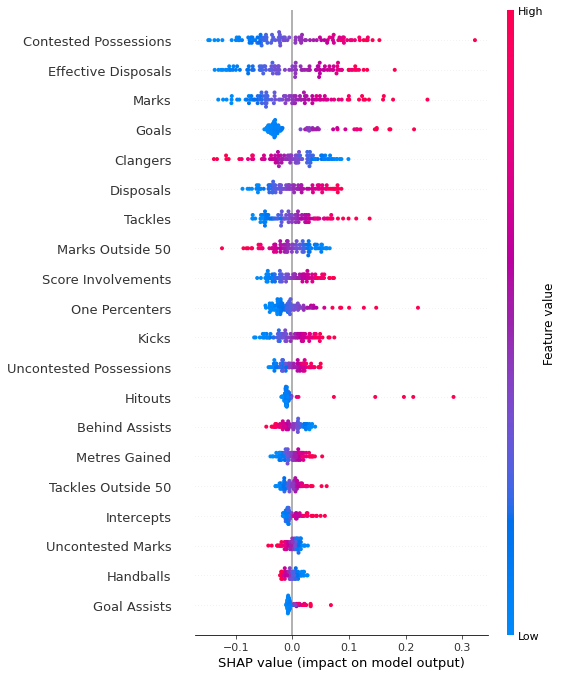 High
Contested Possessions
Effective Disposals
Marks
Goals
Clangers
Disposals
Tackles
Marks Outside 50
Score Involvements
One Percenters
Kicks
Uncontested Possessions
Hitouts
Behind Assists
Metres Gained
Tackles Outside 50
Intercepts
Uncontested Marks
Handballs
Goal Assists
Feature value
Low
−0.1 0.0 0.1 0.2 0.3
SHAP value (impact on model output)